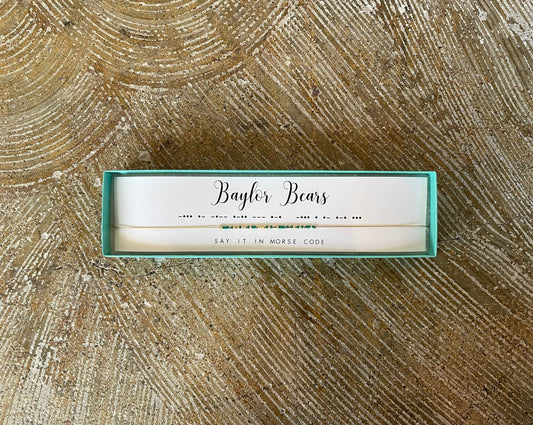 Baylor Bears
-... .- -.-- .-.. --- .-. -... . .- .-. ...
SAY IT IN MORSE CODE